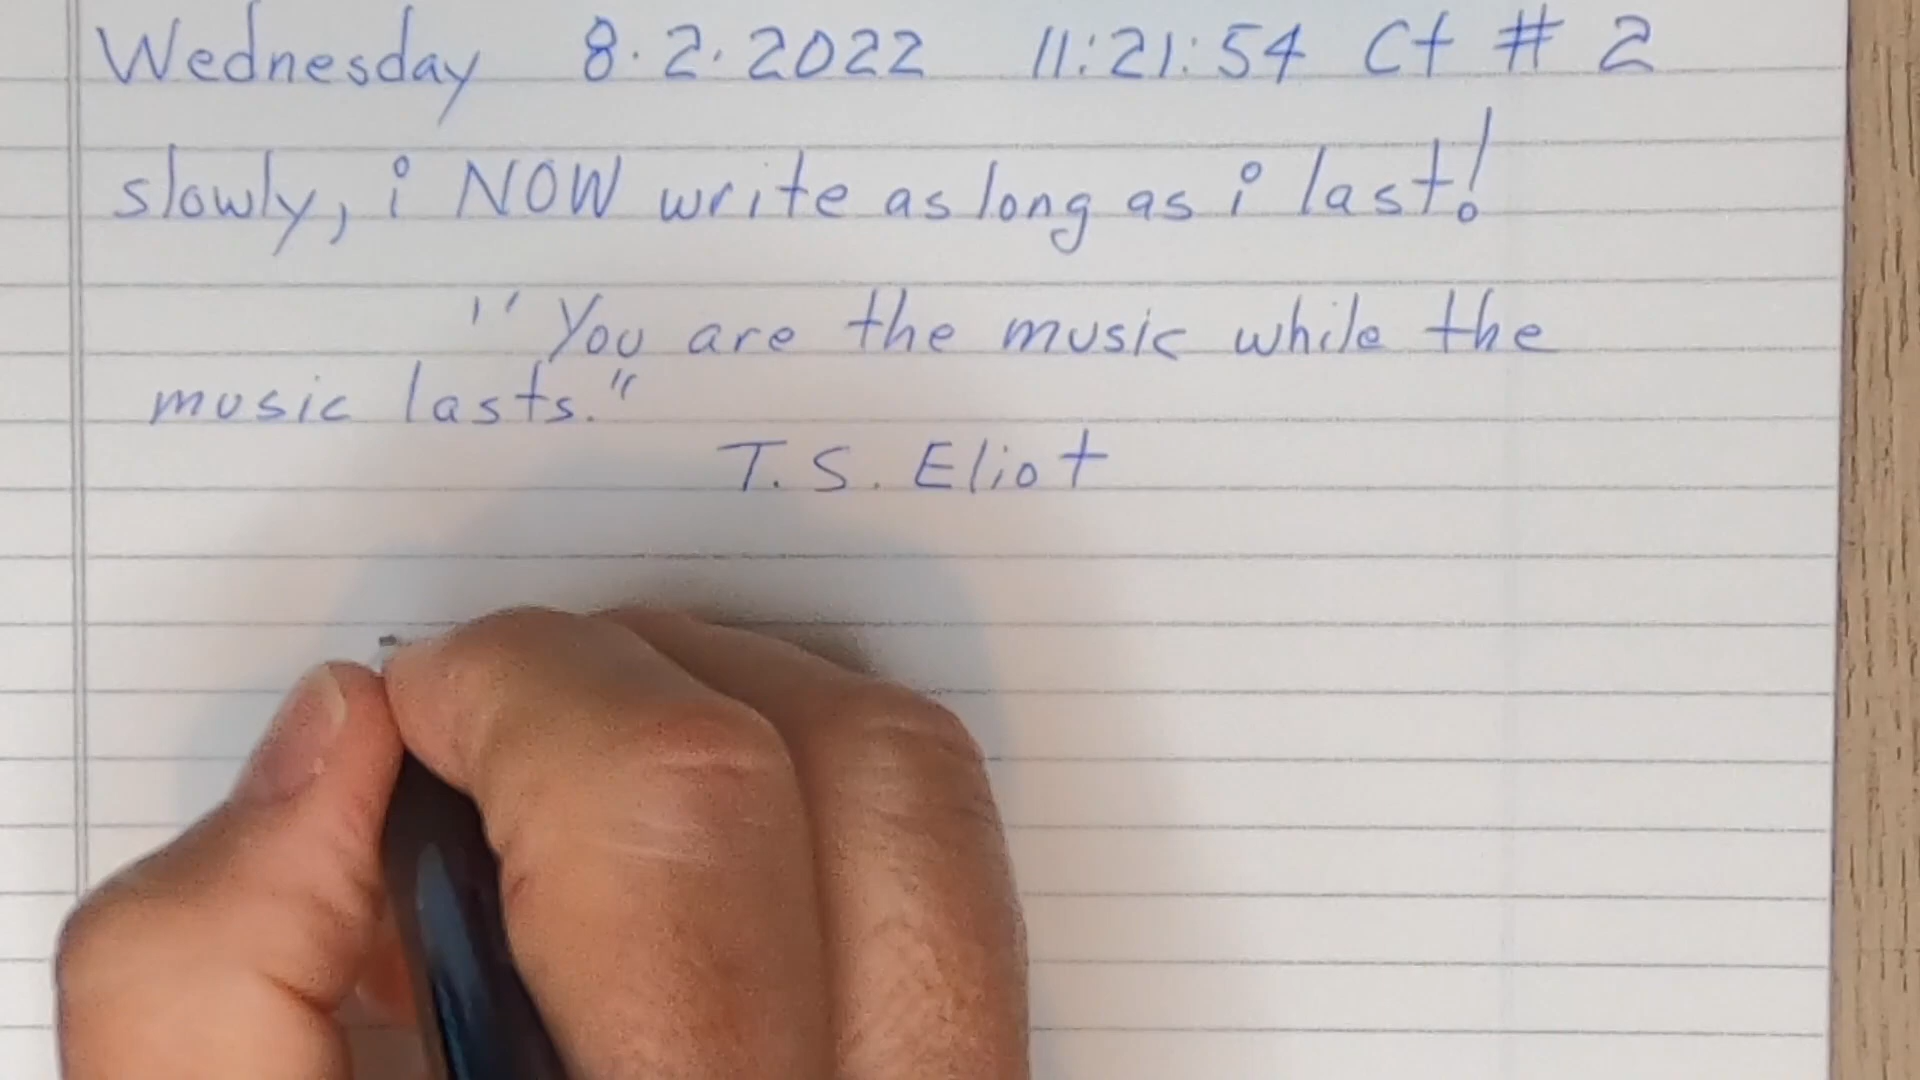 Wednesday 8.2.2022 11:21:54 Ct # 2
slowly, i NOW write as long as i last!
"You are the music while the
music lasts."
T.S. Eliot